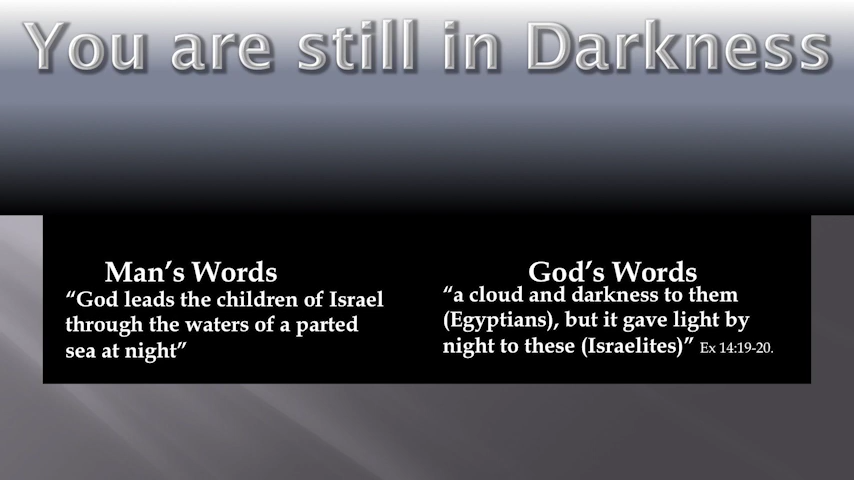 You are still in Darkness
Man's Words
“God leads the children of Israel
through the waters of a parted
sea at night”
God's Words
“a cloud and darkness to them
(Egyptians), but it gave light by
night to these (Israelites)” Ex 14:19-20.